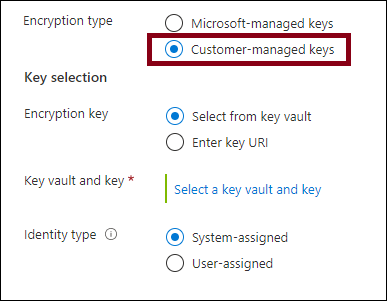 Encryption type
Microsoft-managed keys
Customer-managed keys
Key selection
Encryption key
Select from key vault
Enter key URI
Key vault and key *
Select a key vault and key
Identity type
System-assigned
User-assigned